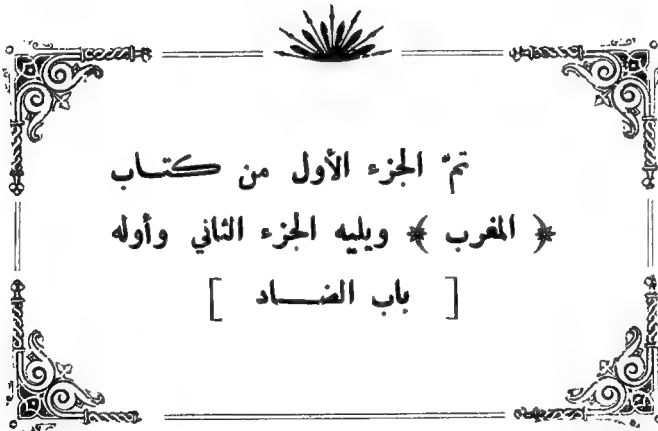 تمّ الجزء الأول من كتاب
﴿ المغرب ﴾ ويليه الجزء الثاني وأوله
[ باب الضاد ]